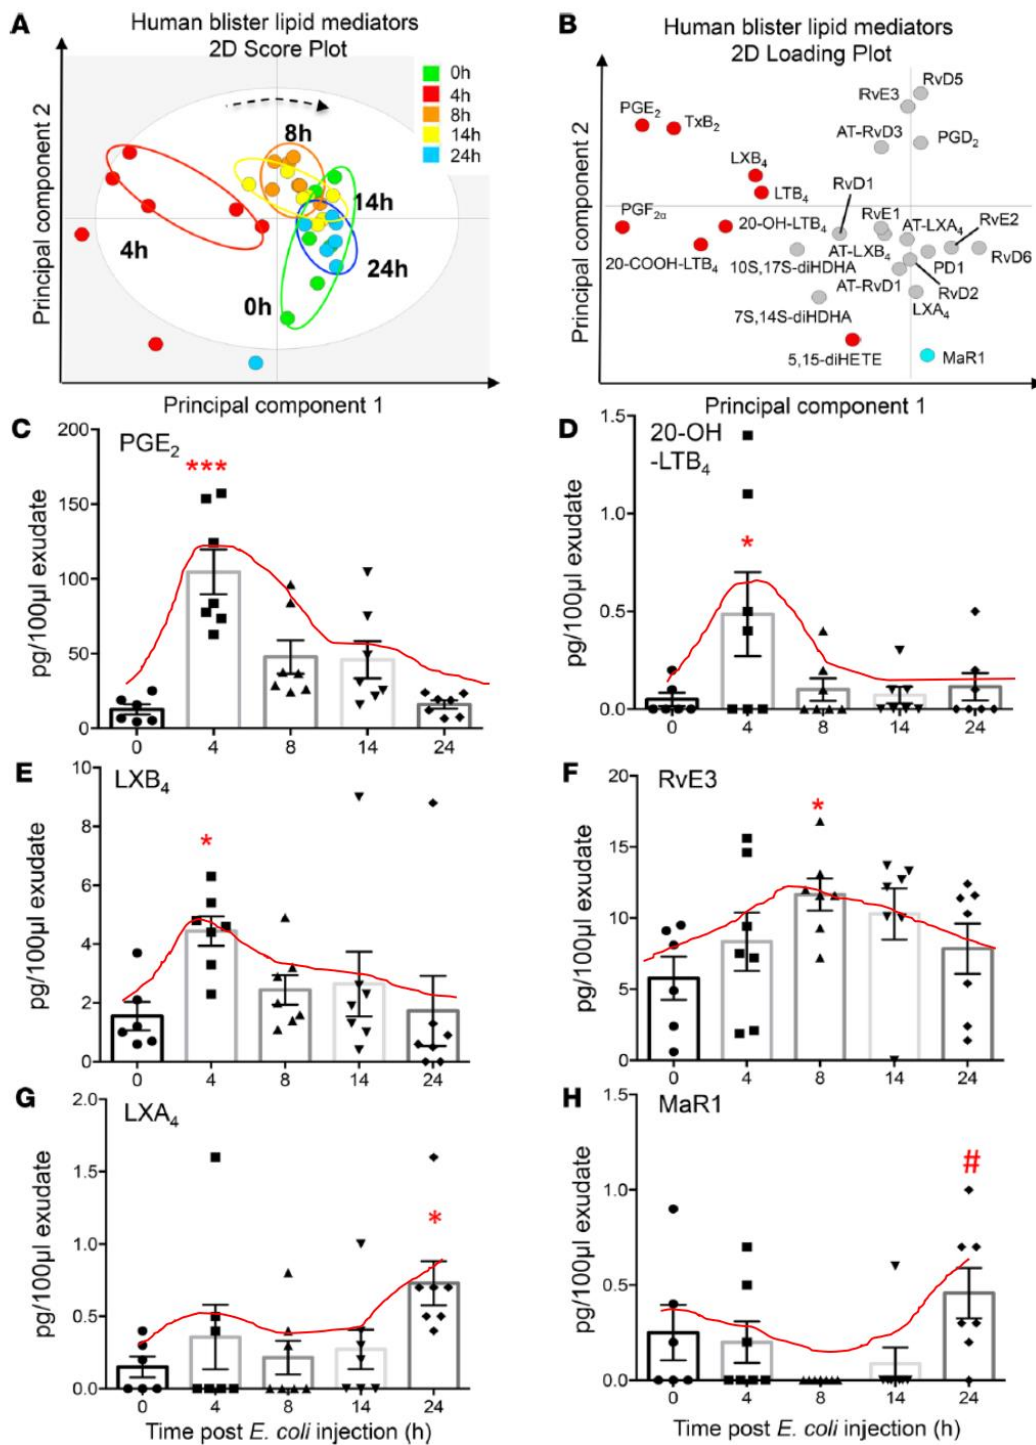 A
Human blister lipid mediators
2D Score Plot
0h
4h
8h
14h
24h
8h
14h
4h
24h
0h
Principal component 2
Principal component 1
B
Human blister lipid mediators
2D Loading Plot
RvD5
RvE3
PGE₂
TxB₂
AT-RvD3
PGD₂
LXB₄
LTB₄
RvD1
PGF₂α
20-OH-LTB₄
RvE1
AT-LXA₄
RvE2
20-COOH-LTB₄
AT-LXB₄
10S,17S-diHDHA
PD1
RvD6
AT-RvD1
RvD2
7S,14S-diHDHA
LXA₄
5,15-diHETE
MaR1
Principal component 2
Principal component 1
C
PGE₂
***
pg/100µl exudate
200
150
100
50
0
0 4 8 14 24
D
20-OH
-LTB₄
*
pg/100µl exudate
1.5
1.0
0.5
0.0
0 4 8 14 24
E
LXB₄
*
pg/100µl exudate
10
8
6
4
2
0
0 4 8 14 24
F
RvE3
*
pg/100µl exudate
20
15
10
5
0
0 4 8 14 24
G
LXA₄
*
pg/100µl exudate
2.0
1.5
1.0
0.5
0.0
0 4 8 14 24
Time post E. coli injection (h)
H
MaR1
#
pg/100µl exudate
1.5
1.0
0.5
0.0
0 4 8 14 24
Time post E. coli injection (h)